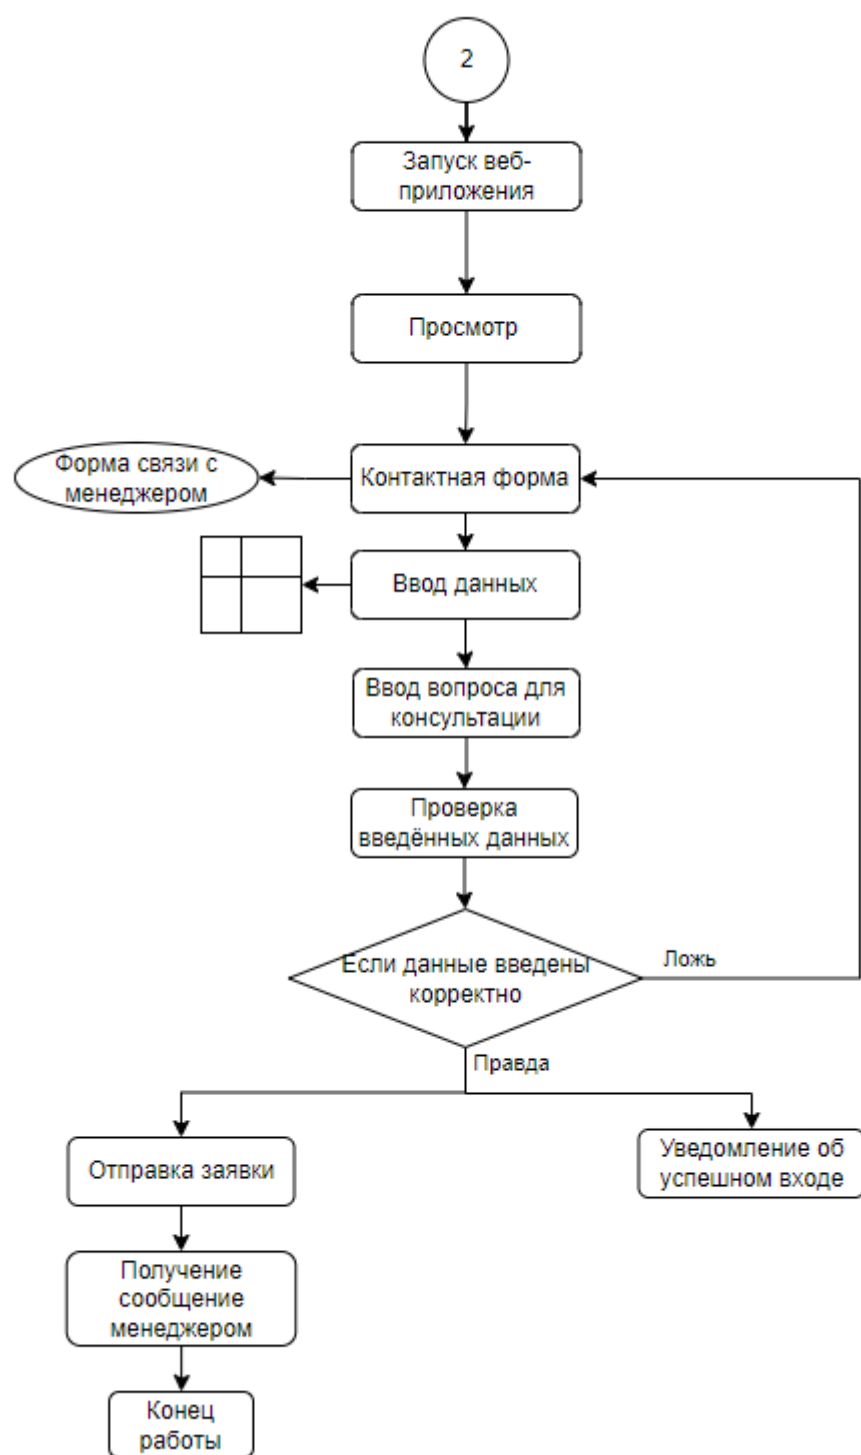 2
Запуск веб-
приложения
Просмотр
Форма связи с
менеджером
Контактная форма
Ввод данных
Ввод вопроса для
консультации
Проверка
введённых данных
Если данные введены
корректно
Ложь
Правда
Отправка заявки
Уведомление об
успешном входе
Получение
сообщение
менеджером
Конец
работы